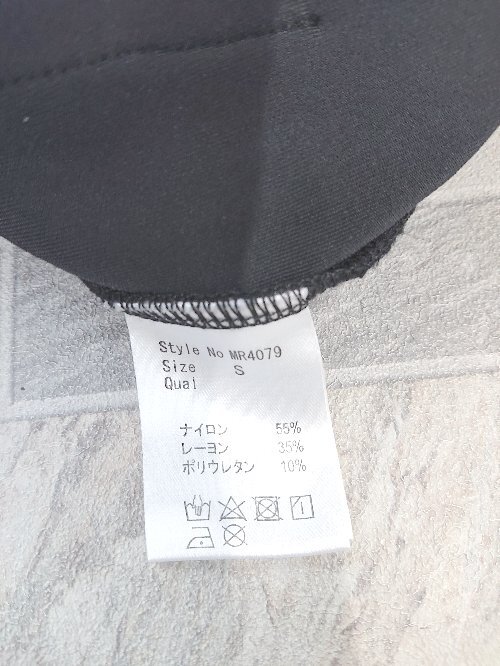 Style No MR4079
Size S
Qual
ナイロン 55%
レーヨン 35%
ポリウレタン 10%